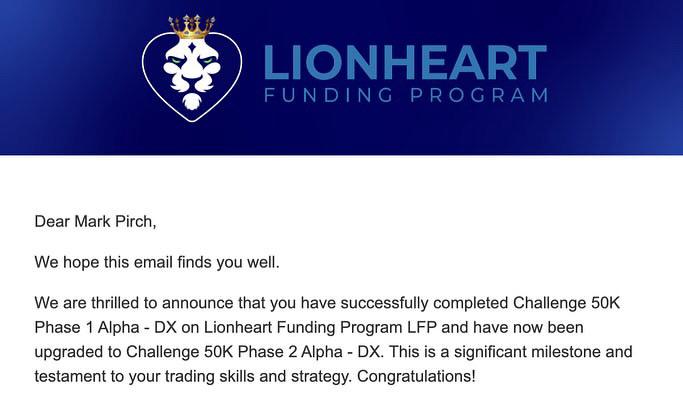 LIONHEART
FUNDING PROGRAM
Dear Mark Pirch,
We hope this email finds you well.
We are thrilled to announce that you have successfully completed Challenge 50K
Phase 1 Alpha - DX on Lionheart Funding Program LFP and have now been
upgraded to Challenge 50K Phase 2 Alpha - DX. This is a significant milestone and
testament to your trading skills and strategy. Congratulations!